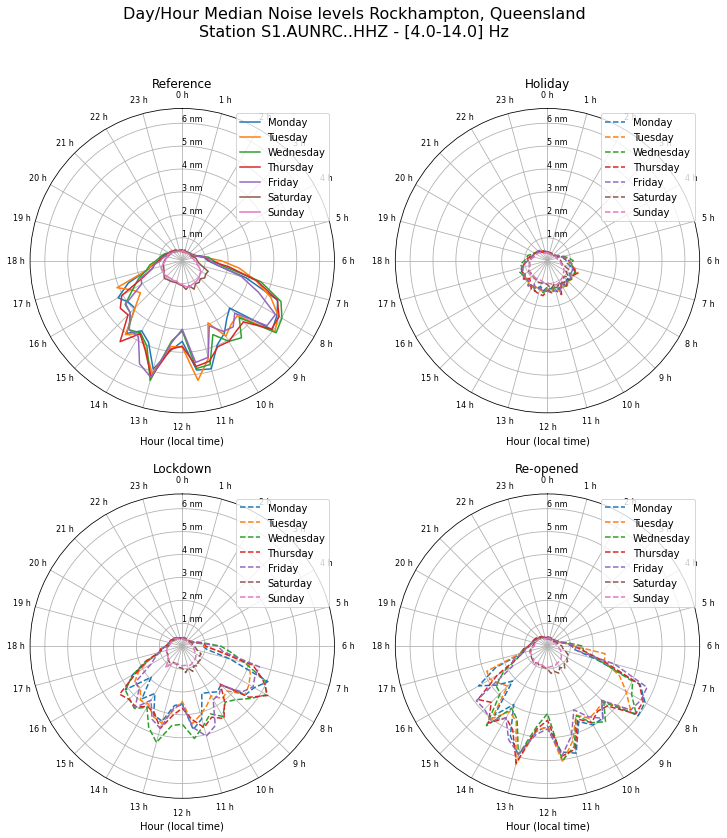 Day/Hour Median Noise levels Rockhampton, Queensland
Station S1.AUNRC..HHZ - [4.0-14.0] Hz
Reference
0 h
1 h
5 h
6 h
7 h
8 h
9 h
10 h
11 h
12 h
13 h
14 h
15 h
16 h
17 h
18 h
19 h
20 h
21 h
22 h
23 h
1 nm
2 nm
3 nm
4 nm
5 nm
6 nm
Monday
Tuesday
Wednesday
Thursday
Friday
Saturday
Sunday
Hour (local time)
Holiday
0 h
1 h
4 h
5 h
6 h
7 h
8 h
9 h
10 h
11 h
12 h
13 h
14 h
15 h
16 h
17 h
18 h
19 h
20 h
21 h
22 h
23 h
1 nm
2 nm
3 nm
4 nm
5 nm
6 nm
Monday
Tuesday
Wednesday
Thursday
Friday
Saturday
Sunday
Hour (local time)
Lockdown
0 h
1 h
5 h
6 h
7 h
8 h
9 h
10 h
11 h
12 h
13 h
14 h
15 h
16 h
17 h
18 h
19 h
20 h
21 h
22 h
23 h
1 nm
2 nm
3 nm
4 nm
5 nm
6 nm
Monday
Tuesday
Wednesday
Thursday
Friday
Saturday
Sunday
Hour (local time)
Re-opened
0 h
1 h
4 h
5 h
6 h
7 h
8 h
9 h
10 h
11 h
12 h
13 h
14 h
15 h
16 h
17 h
18 h
19 h
20 h
21 h
22 h
23 h
1 nm
2 nm
3 nm
4 nm
5 nm
6 nm
Monday
Tuesday
Wednesday
Thursday
Friday
Saturday
Sunday
Hour (local time)